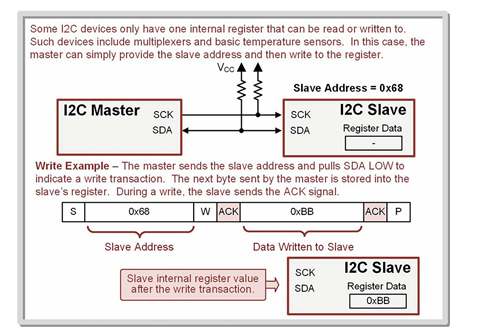 Some I2C devices only have one internal register that can be read or written to.
Such devices include multiplexers and basic temperature sensors. In this case, the
master can simply provide the slave address and then write to the register.
VCC
Slave Address = 0x68
I2C Master
SCK
SDA
SCK
SDA
I2C Slave
Register Data
-
Write Example – The master sends the slave address and pulls SDA LOW to
indicate a write transaction. The next byte sent by the master is stored into the
slave's register. During a write, the slave sends the ACK signal.
S 0x68 W ACK 0xBB ACK P
Slave Address Data Written to Slave
Slave internal register value
after the write transaction.
SCK
SDA
I2C Slave
Register Data
0xBB